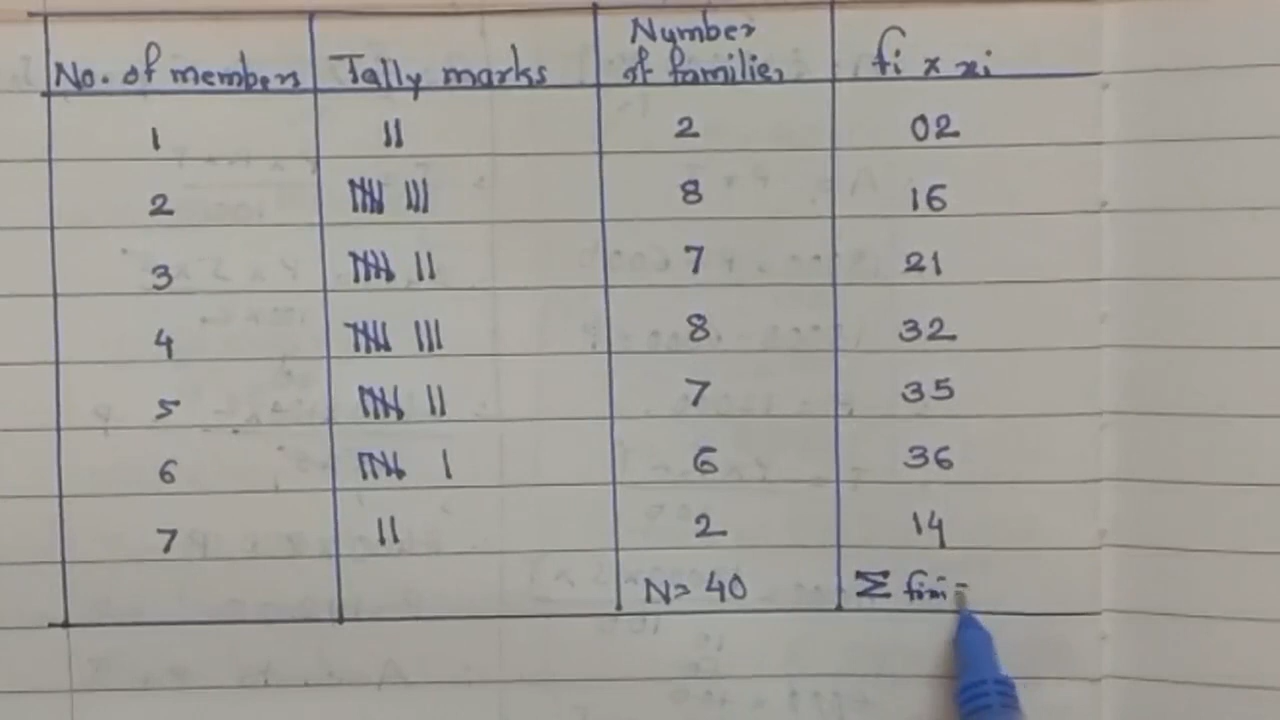 No. of members Tally marks Number of families fi × xi
1 || 2 02
2 |||| ||| 8 16
3 |||| || 7 21
4 |||| ||| 8 32
5 |||| || 7 35
6 |||| | 6 36
7 || 2 14
N= 40 Σ fixi =